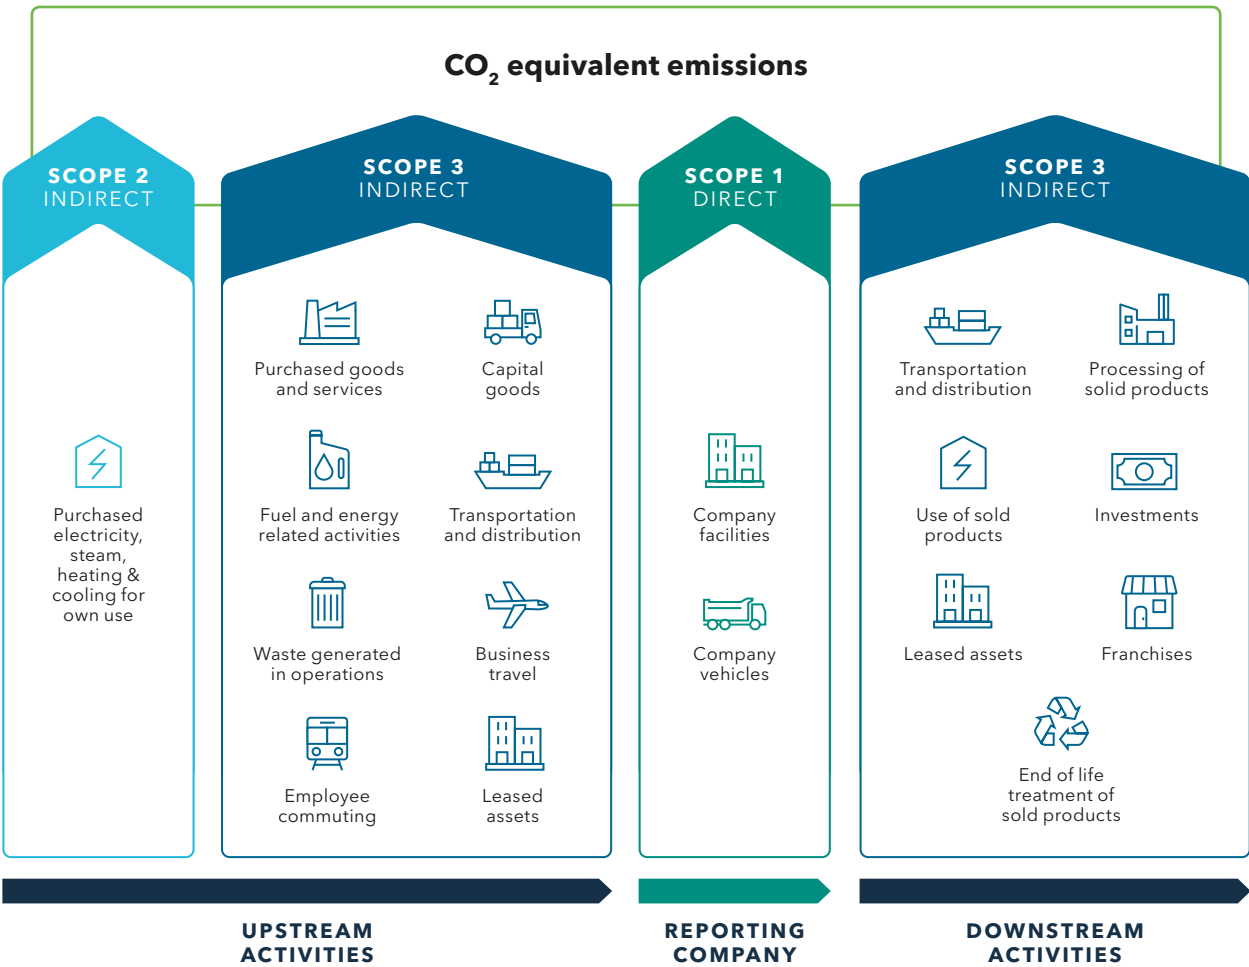 CO₂ equivalent emissions
SCOPE 2
INDIRECT
Purchased
electricity,
steam,
heating &
cooling for
own use
SCOPE 3
INDIRECT
Purchased goods
and services
Capital
goods
Fuel and energy
related activities
Transportation
and distribution
Waste generated
in operations
Business
travel
Employee
commuting
Leased
assets
SCOPE 1
DIRECT
Company
facilities
Company
vehicles
SCOPE 3
INDIRECT
Transportation
and distribution
Processing of
solid products
Use of sold
products
Investments
Leased assets
Franchises
End of life
treatment of
sold products
UPSTREAM
ACTIVITIES
REPORTING
COMPANY
DOWNSTREAM
ACTIVITIES